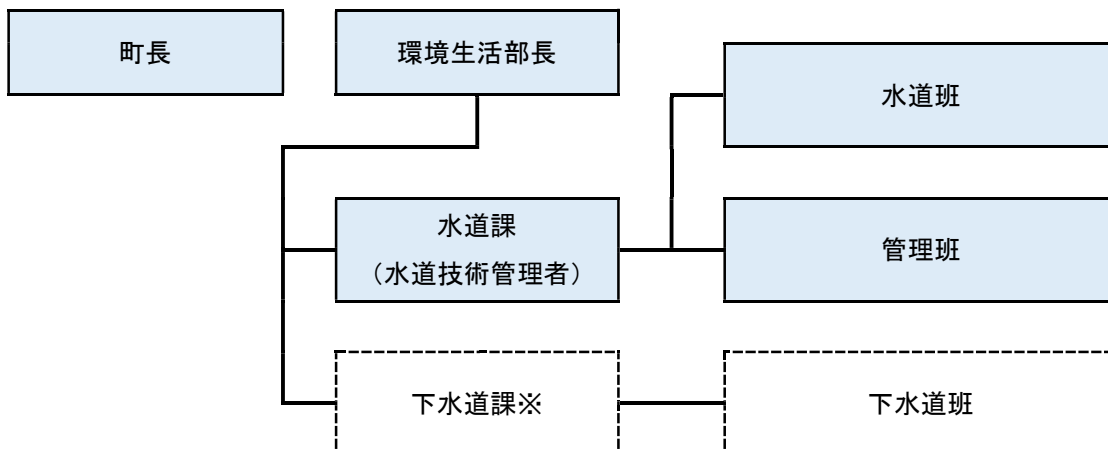 町長
環境生活部長
水道班
水道課
（水道技術管理者）
管理班
下水道課※
下水道班